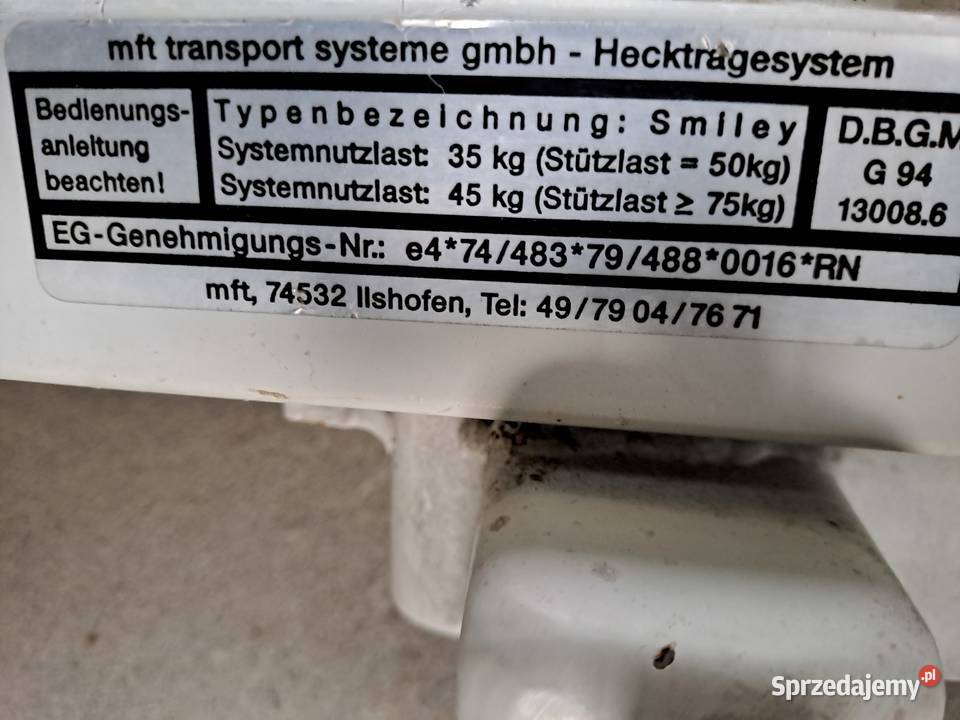 mft transport systeme gmbh - Hecktragesystem
Bedienungs-
anleitung
beachten!
Typenbezeichnung: Smiley
Systemnutzlast: 35 kg (Stützlast = 50kg)
Systemnutzlast: 45 kg (Stützlast ≥ 75kg)
D.B.G.M
G 94
13008.6
EG-Genehmigungs-Nr.: e4*74/483*79/488*0016*RN
mft, 74532 Ilshofen, Tel: 49/79 04/76 71
Sprzedajemy.pl